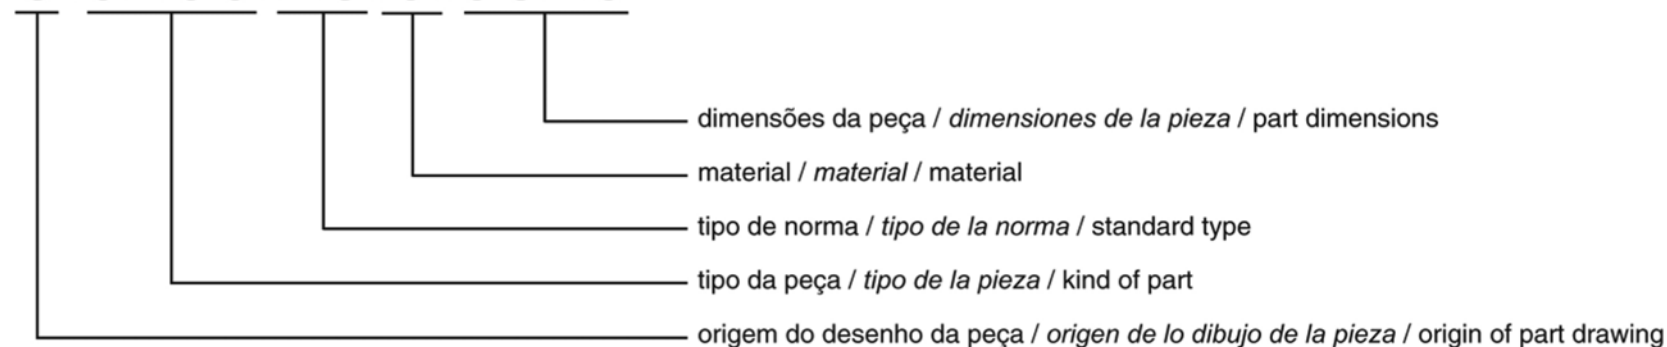 dimensões da peça / dimensiones de la pieza / part dimensions
material / material / material
tipo de norma / tipo de la norma / standard type
tipo da peça / tipo de la pieza / kind of part
origem do desenho da peça / origen de lo dibujo de la pieza / origin of part drawing